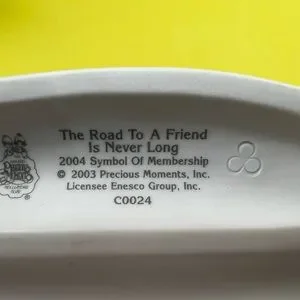 The Road To A Friend
Is Never Long
2004 Symbol Of Membership
© 2003 Precious Moments, Inc.
Licensee Enesco Group, Inc.
C0024